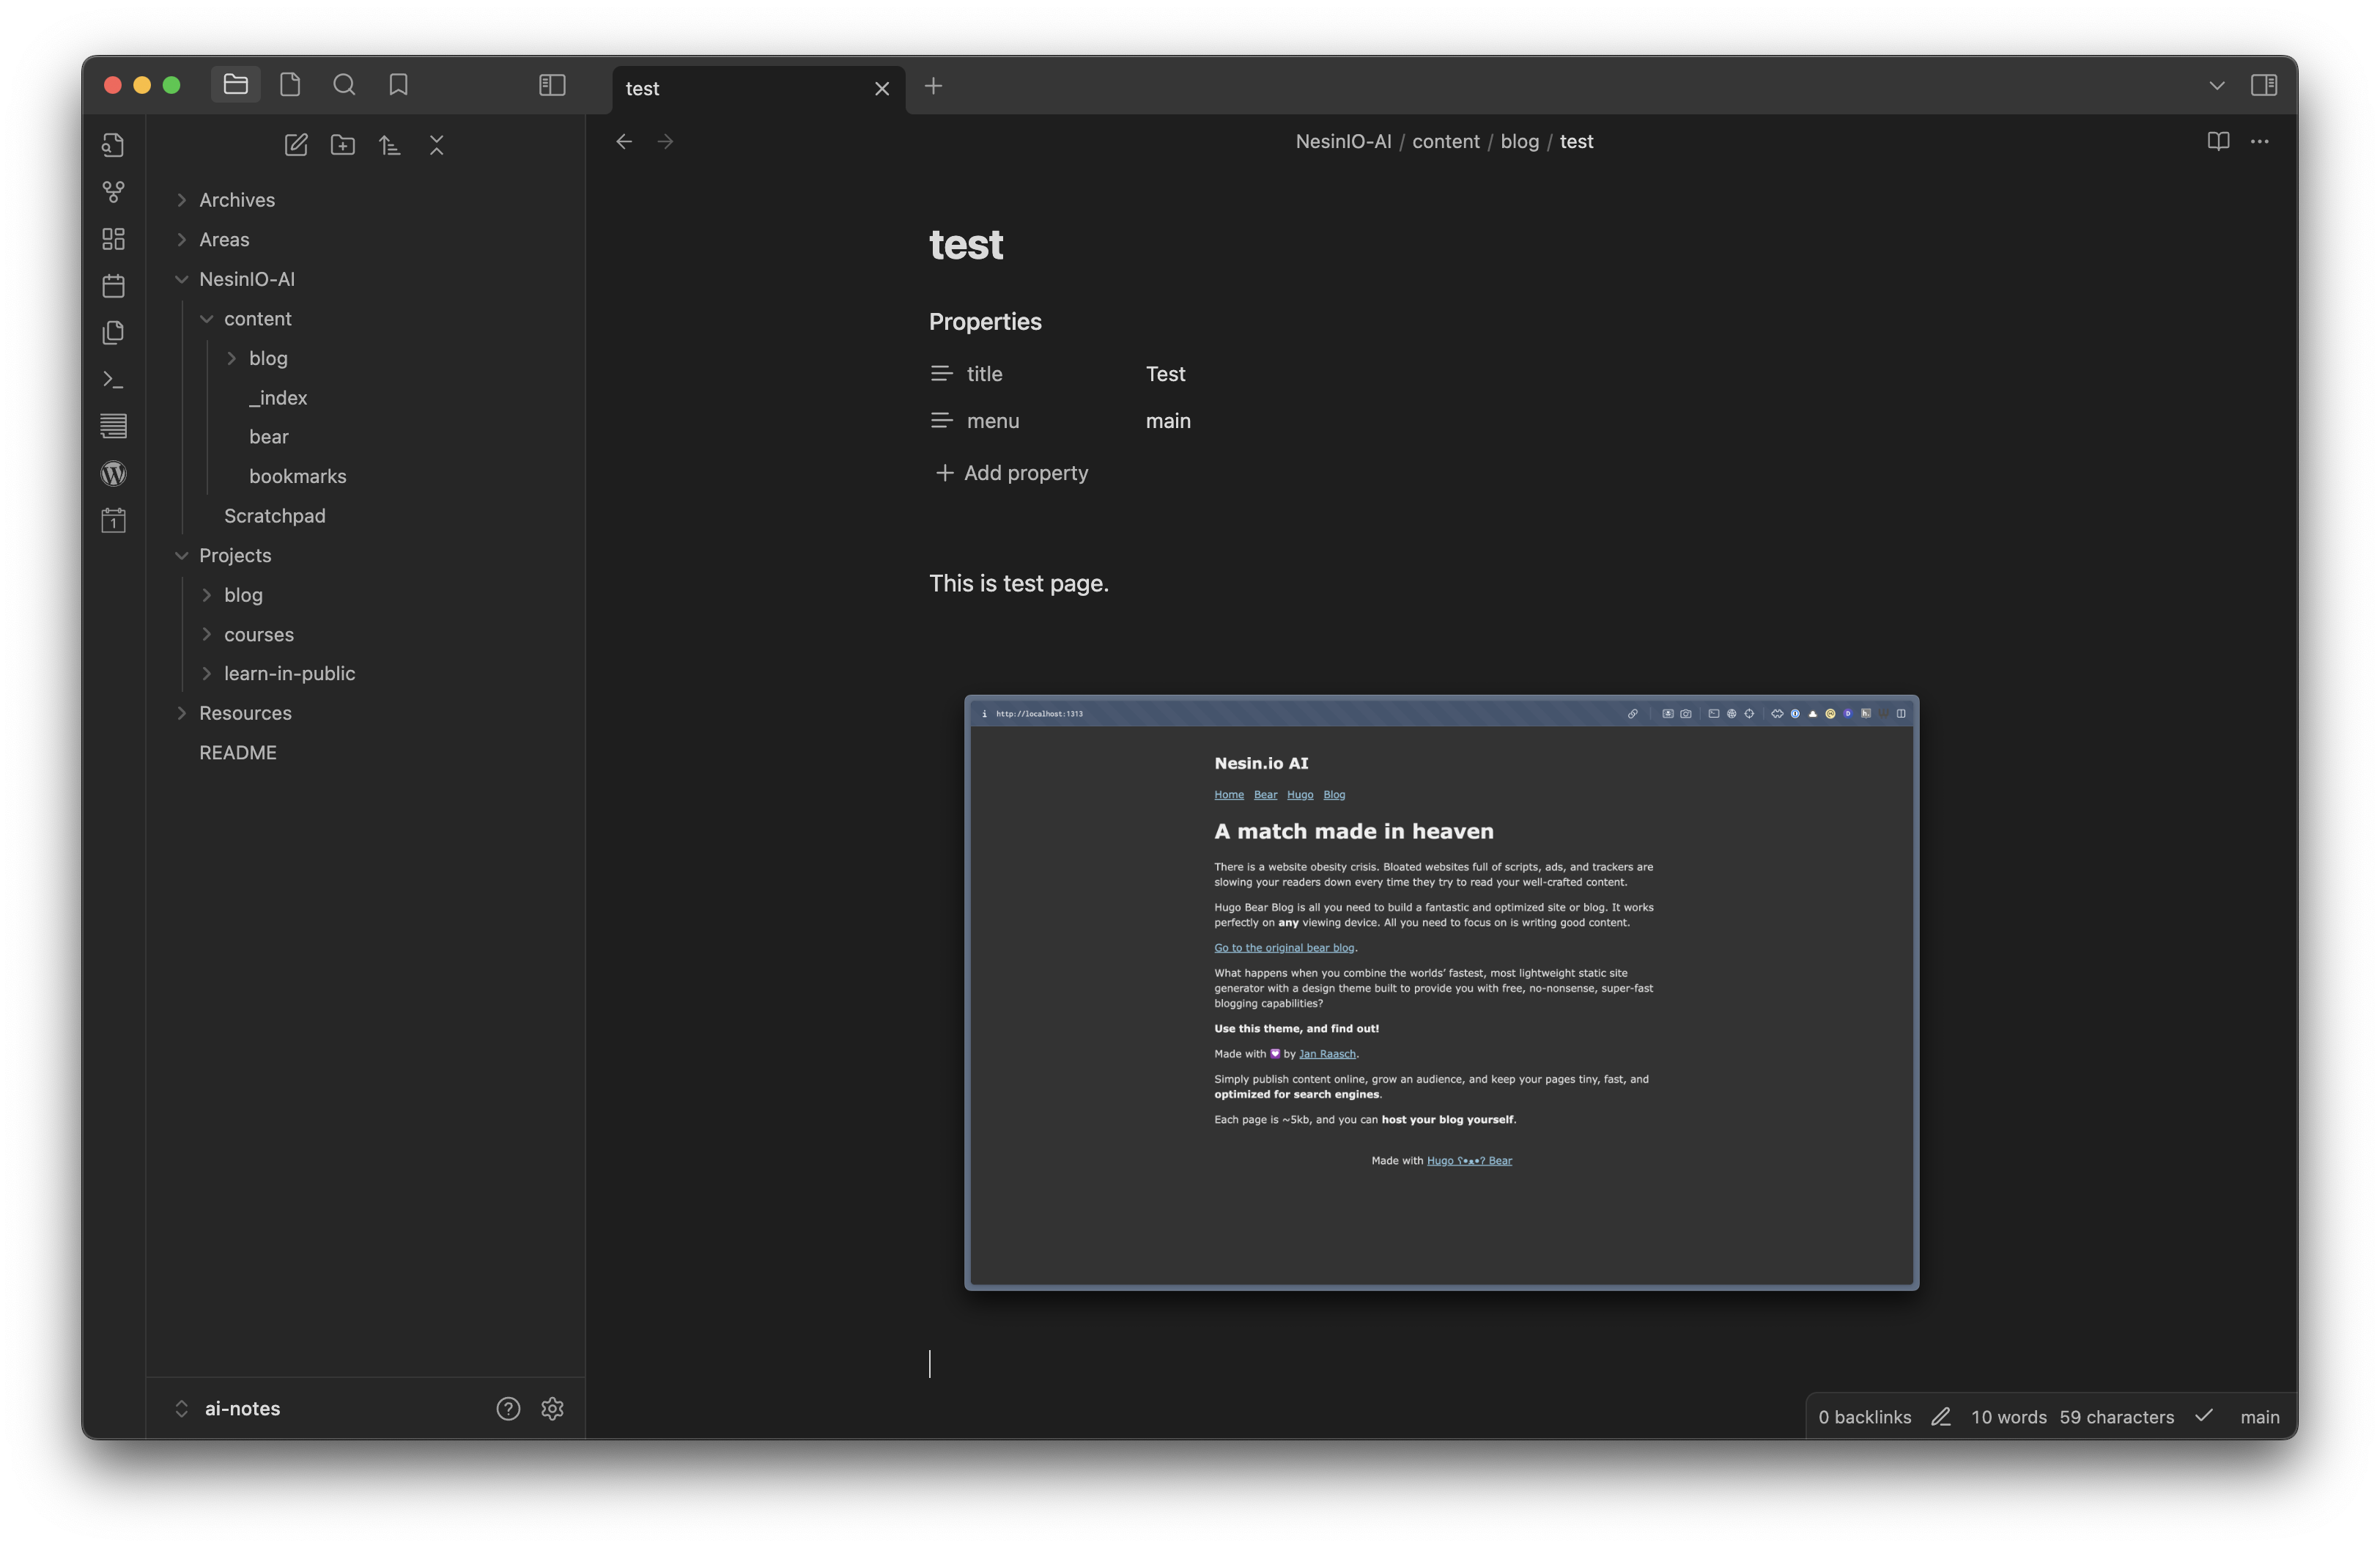 test
NesinIO-AI / content / blog / test
Archives
Areas
NesinIO-AI
content
blog
_index
bear
bookmarks
Scratchpad
Projects
blog
courses
learn-in-public
Resources
README
1
ai-notes
test
Properties
title Test
menu main
Add property
This is test page.
http://localhost:1313
Nesin.io AI
Home Bear Hugo Blog
A match made in heaven
There is a website obesity crisis. Bloated websites full of scripts, ads, and trackers are
slowing your readers down every time they try to read your well-crafted content.
Hugo Bear Blog is all you need to build a fantastic and optimized site or blog. It works
perfectly on any viewing device. All you need to focus on is writing good content.
Go to the original bear blog.
What happens when you combine the worlds’ fastest, most lightweight static site
generator with a design theme built to provide you with free, no-nonsense, super-fast
blogging capabilities?
Use this theme, and find out!
Made with 💟 by Jan Raasch.
Simply publish content online, grow an audience, and keep your pages tiny, fast, and
optimized for search engines.
Each page is ~5kb, and you can host your blog yourself.
Made with Hugo ʕ•ᴥ•ʔ Bear
0 backlinks 10 words 59 characters main